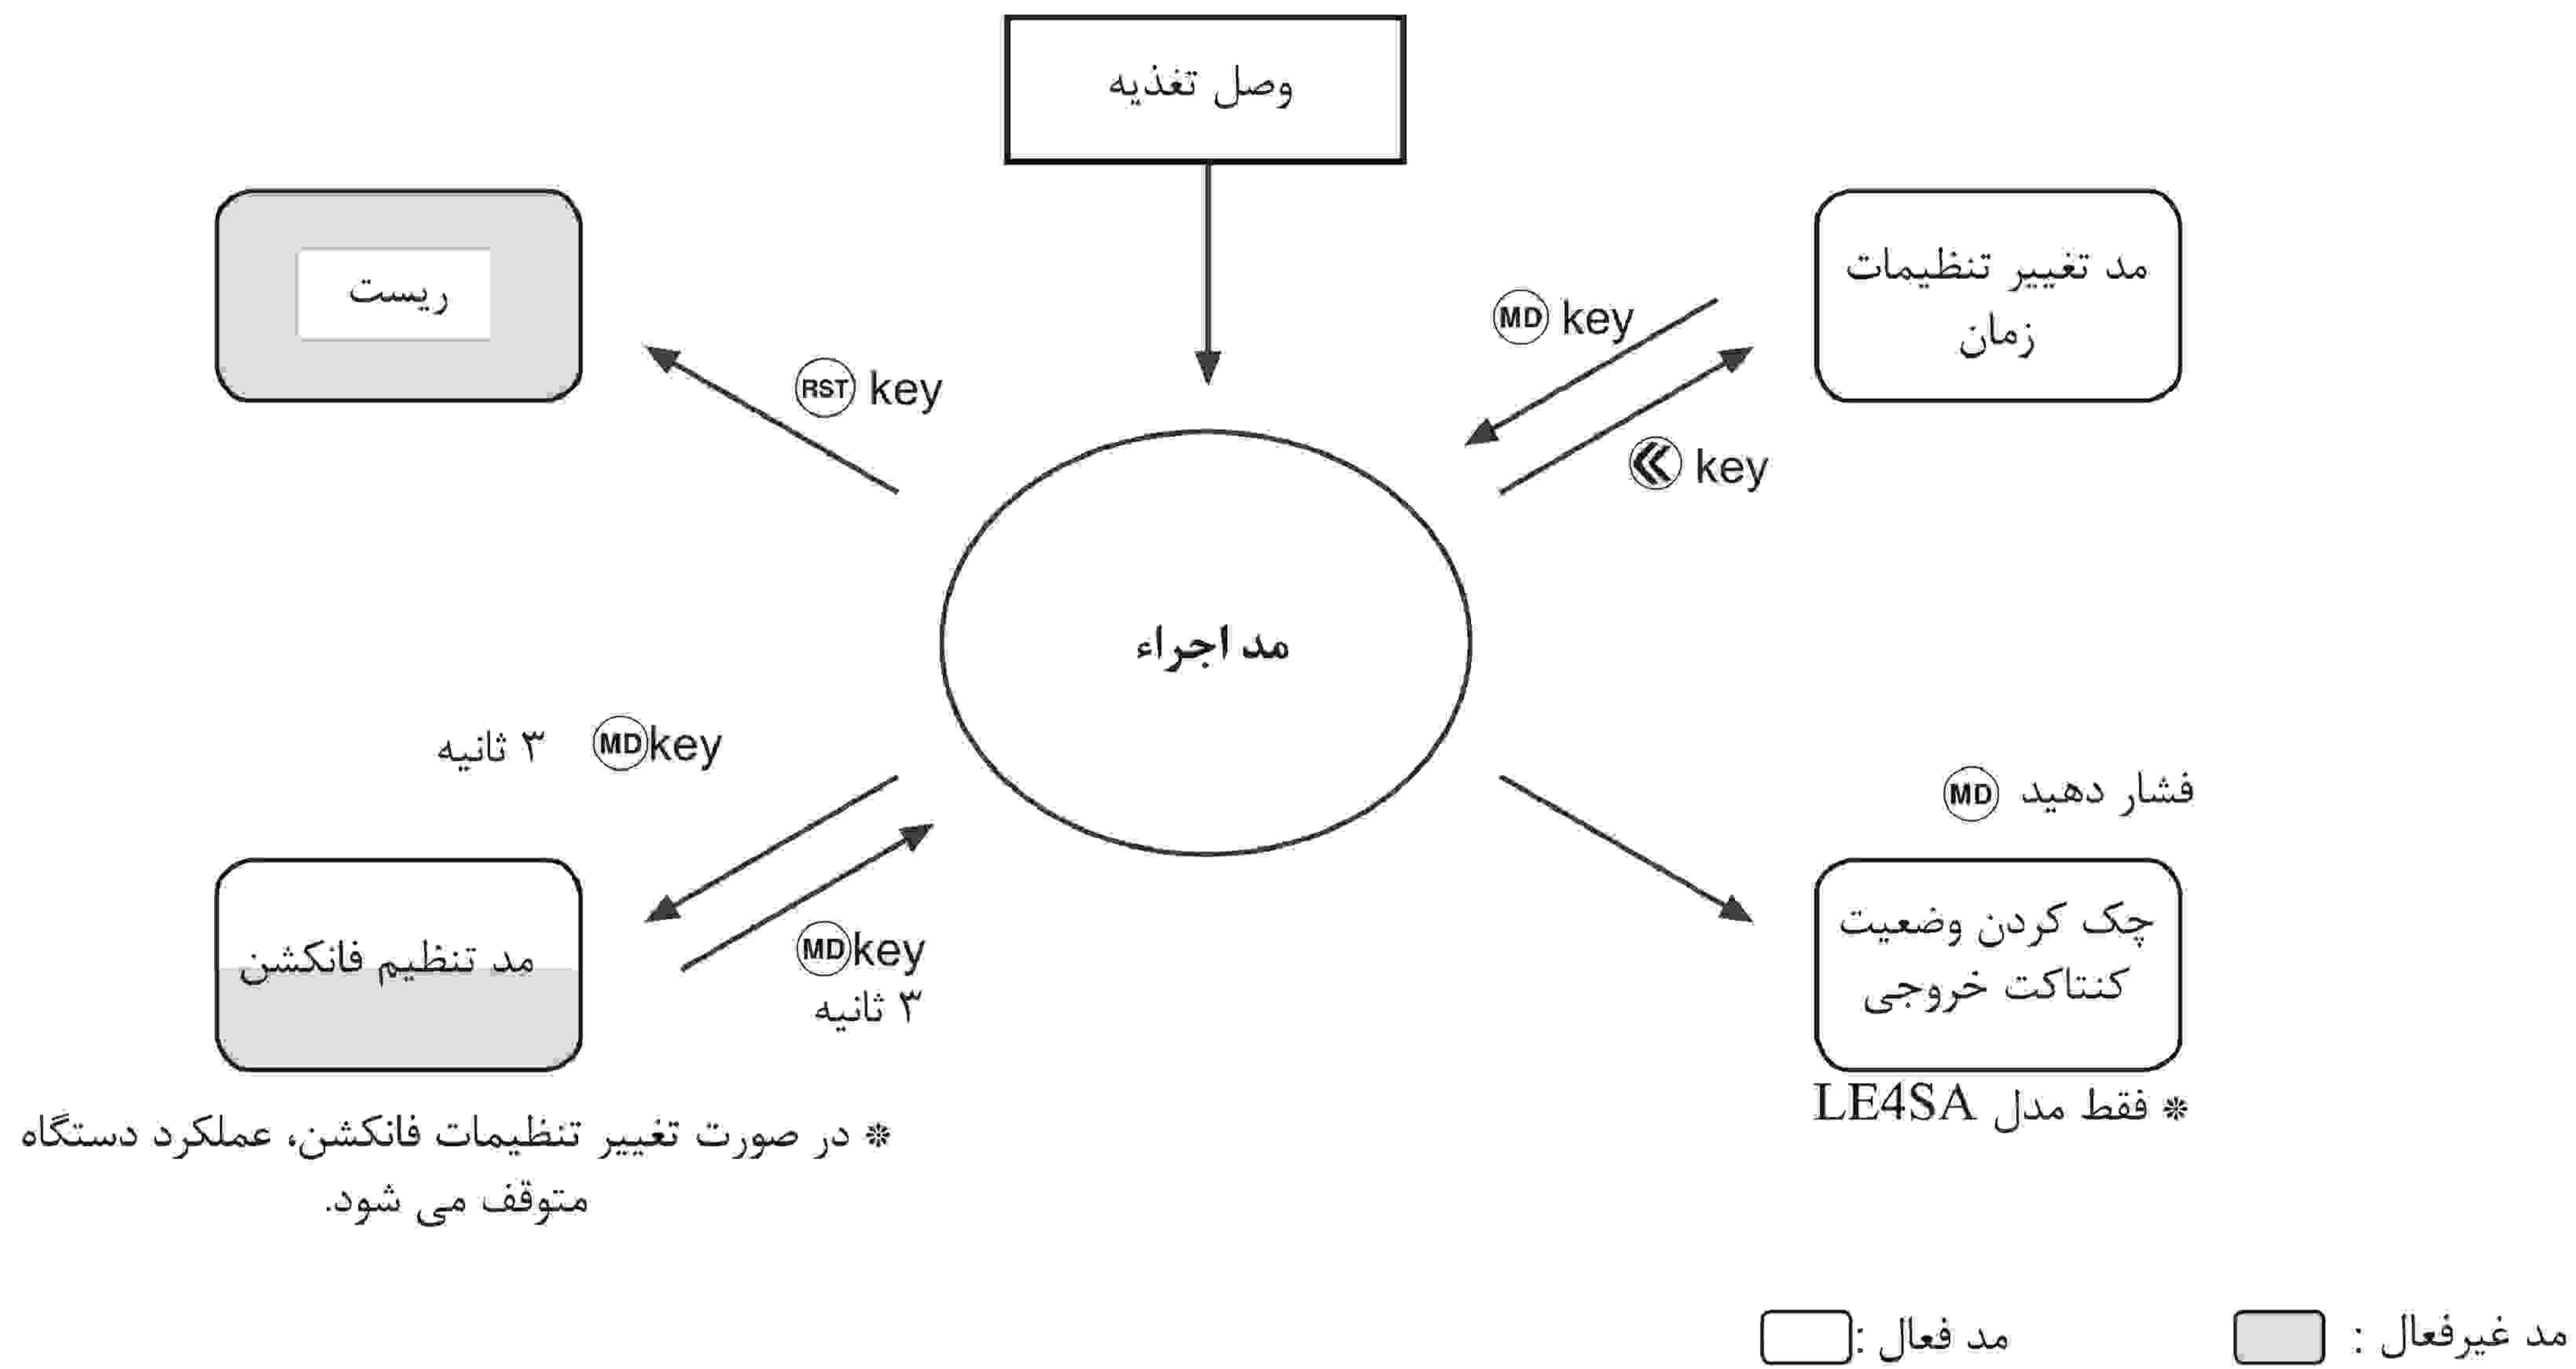 وصل تغذیه
ریست
مد تغییر تنظیمات
زمان
MD key
RST key
key
مد اجراء
۳ ثانیه MD key
فشار دهید MD
MD key
۳ ثانیه
مد تنظیم فانکشن
چک کردن وضعیت
کنتاکت خروجی
* فقط مدل LE4SA
* در صورت تغییر تنظیمات فانکشن، عملکرد دستگاه
متوقف می شود.
مد غیرفعال :
مد فعال :